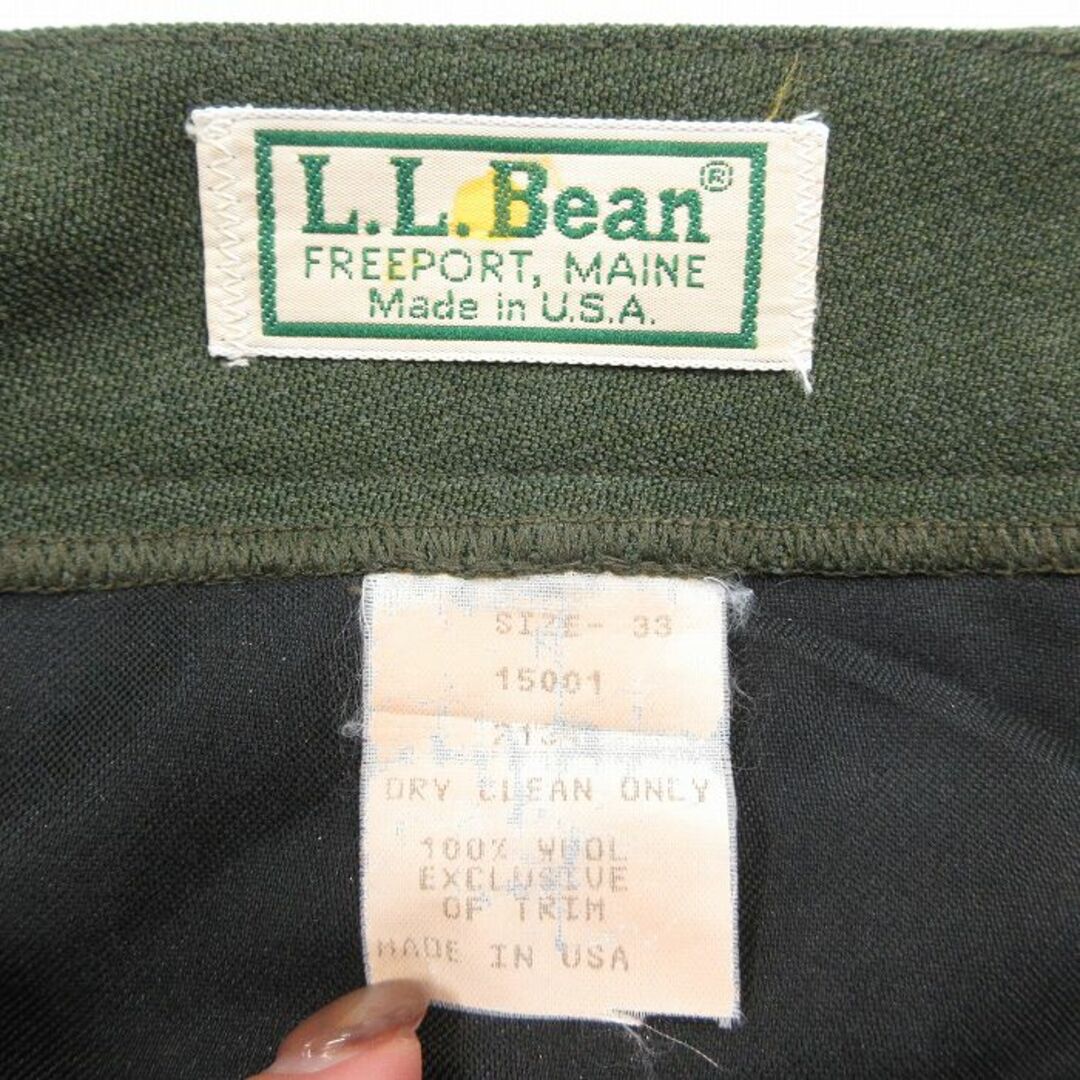 L.L.Bean®
FREEPORT, MAINE
Made in U.S.A.
SIZE- 33
15001
DRY CLEAN ONLY
100% WOOL
EXCLUSIVE
OF TRIM
MADE IN USA